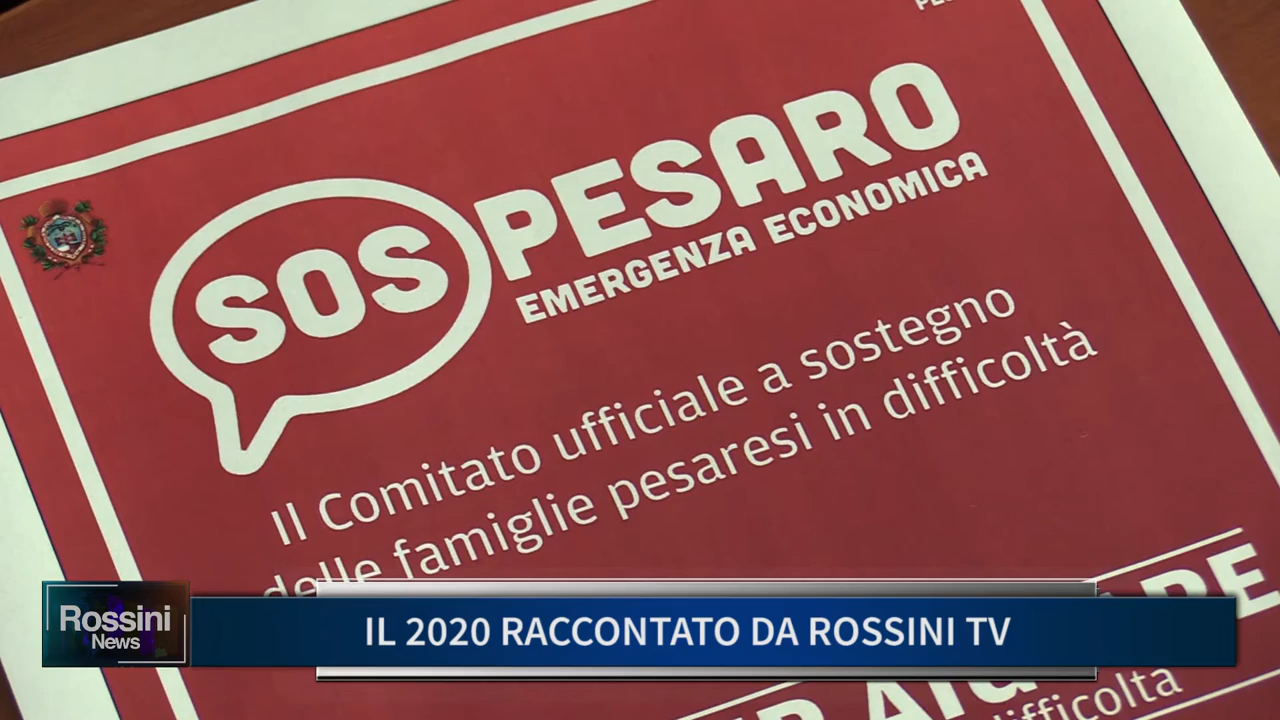 SOS PESARO
EMERGENZA ECONOMICA
Il Comitato ufficiale a sostegno
delle famiglie pesaresi in difficoltà
Rossini
News
IL 2020 RACCONTATO DA ROSSINI TV
difficoltà